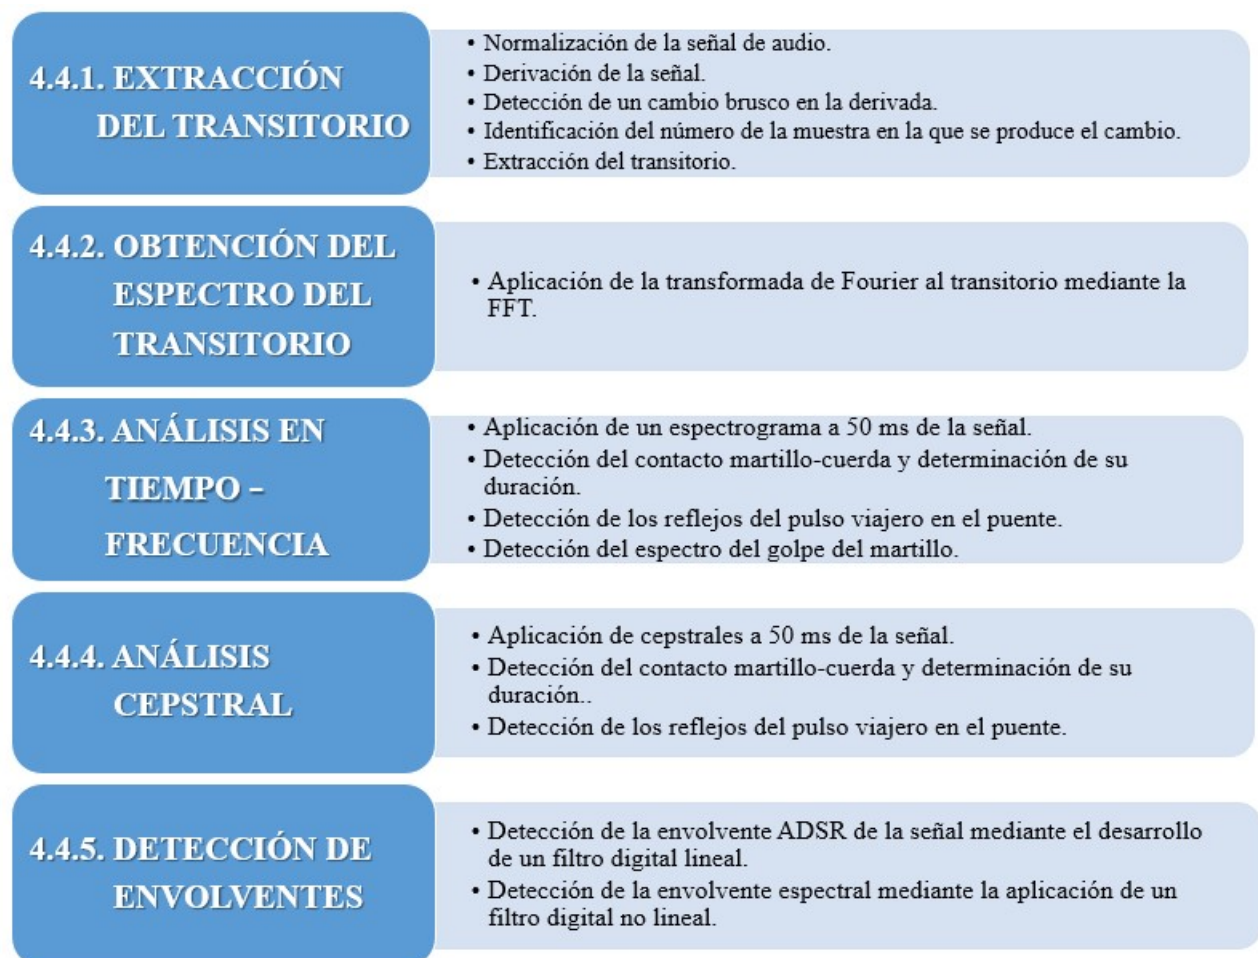 4.4.1. EXTRACCIÓN
DEL TRANSITORIO
• Normalización de la señal de audio.
• Derivación de la señal.
• Detección de un cambio brusco en la derivada.
• Identificación del número de la muestra en la que se produce el cambio.
• Extracción del transitorio.
4.4.2. OBTENCIÓN DEL
ESPECTRO DEL
TRANSITORIO
• Aplicación de la transformada de Fourier al transitorio mediante la
FFT.
4.4.3. ANÁLISIS EN
TIEMPO –
FRECUENCIA
• Aplicación de un espectrograma a 50 ms de la señal.
• Detección del contacto martillo-cuerda y determinación de su
duración.
• Detección de los reflejos del pulso viajero en el puente.
• Detección del espectro del golpe del martillo.
4.4.4. ANÁLISIS
CEPSTRAL
• Aplicación de cepstrales a 50 ms de la señal.
• Detección del contacto martillo-cuerda y determinación de su
duración..
• Detección de los reflejos del pulso viajero en el puente.
4.4.5. DETECCIÓN DE
ENVOLVENTES
• Detección de la envolvente ADSR de la señal mediante el desarrollo
de un filtro digital lineal.
• Detección de la envolvente espectral mediante la aplicación de un
filtro digital no lineal.